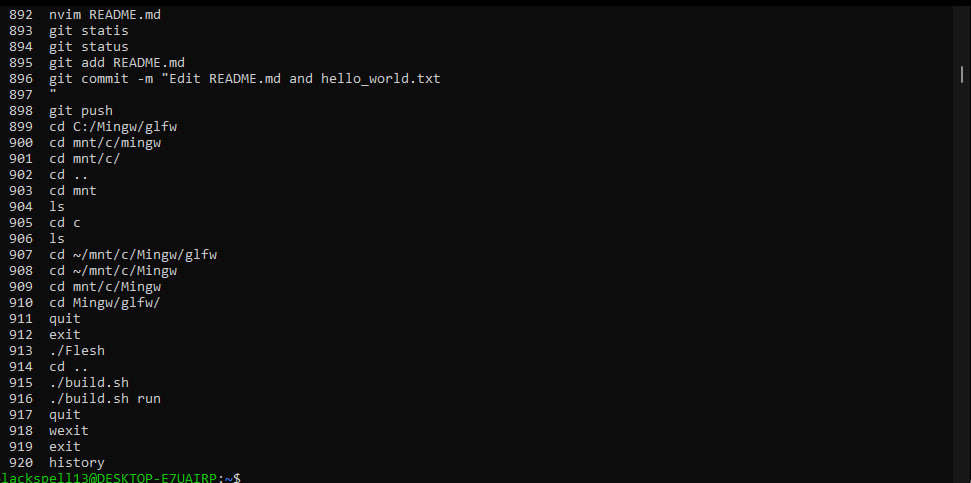 892 nvim README.md
893 git statis
894 git status
895 git add README.md
896 git commit -m "Edit README.md and hello_world.txt
897 "
898 git push
899 cd C:/Mingw/glfw
900 cd mnt/c/mingw
901 cd mnt/c/
902 cd ..
903 cd mnt
904 ls
905 cd c
906 ls
907 cd ~/mnt/c/Mingw/glfw
908 cd ~/mnt/c/Mingw
909 cd mnt/c/Mingw
910 cd Mingw/glfw/
911 quit
912 exit
913 ./Flesh
914 cd ..
915 ./build.sh
916 ./build.sh run
917 quit
918 wexit
919 exit
920 history
lackspell13@DESKTOP-E7UAIRP:~$